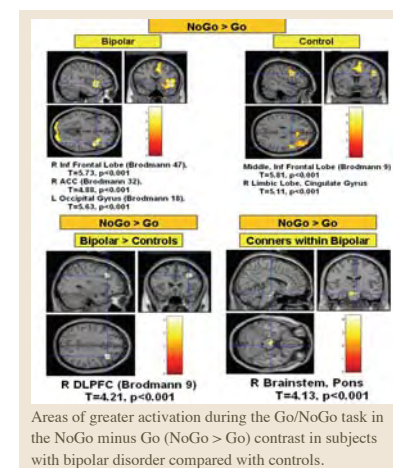 NoGo > Go
Bipolar
Control
R Inf Frontal Lobe (Brodmann 47),
T=5.73, p<0.001
R ACC (Brodmann 32),
T=4.88, p<0.001
L Occipital Gyrus (Brodmann 18),
T=5.63, p<0.001
Middle, Inf Frontal Lobe (Brodmann 9)
T=5.81, p<0.001
R Limbic Lobe, Cingulate Gyrus
T=5.11, p<0.001
NoGo > Go
Bipolar > Controls
R DLPFC (Brodmann 9)
T=4.21, p<0.001
NoGo > Go
Conners within Bipolar
R Brainstem, Pons
T=4.13, p<0.001
Areas of greater activation during the Go/NoGo task in
the NoGo minus Go (NoGo > Go) contrast in subjects
with bipolar disorder compared with controls.